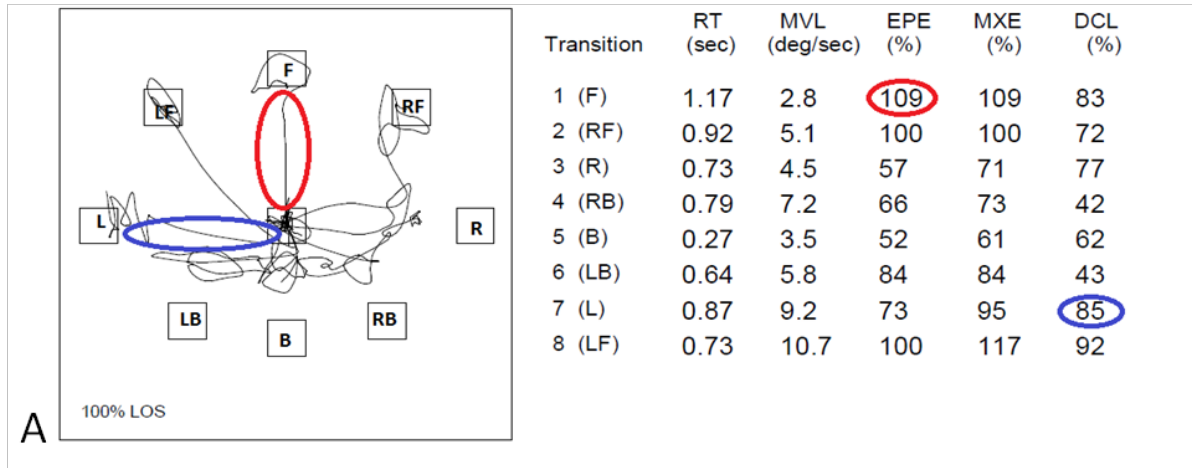 F
LF
RF
L
R
LB
B
RB
100% LOS
A
Transition RT (sec) MVL (deg/sec) EPE (%) MXE (%) DCL (%)
1 (F) 1.17 2.8 109 109 83
2 (RF) 0.92 5.1 100 100 72
3 (R) 0.73 4.5 57 71 77
4 (RB) 0.79 7.2 66 73 42
5 (B) 0.27 3.5 52 61 62
6 (LB) 0.64 5.8 84 84 43
7 (L) 0.87 9.2 73 95 85
8 (LF) 0.73 10.7 100 117 92